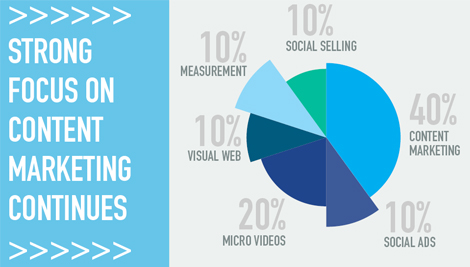 >>>>>>
STRONG
FOCUS ON
CONTENT
MARKETING
CONTINUES
>>>>>>
10%
SOCIAL SELLING
10%
MEASUREMENT
40%
CONTENT
MARKETING
10%
VISUAL WEB
20%
MICRO VIDEOS
10%
SOCIAL ADS